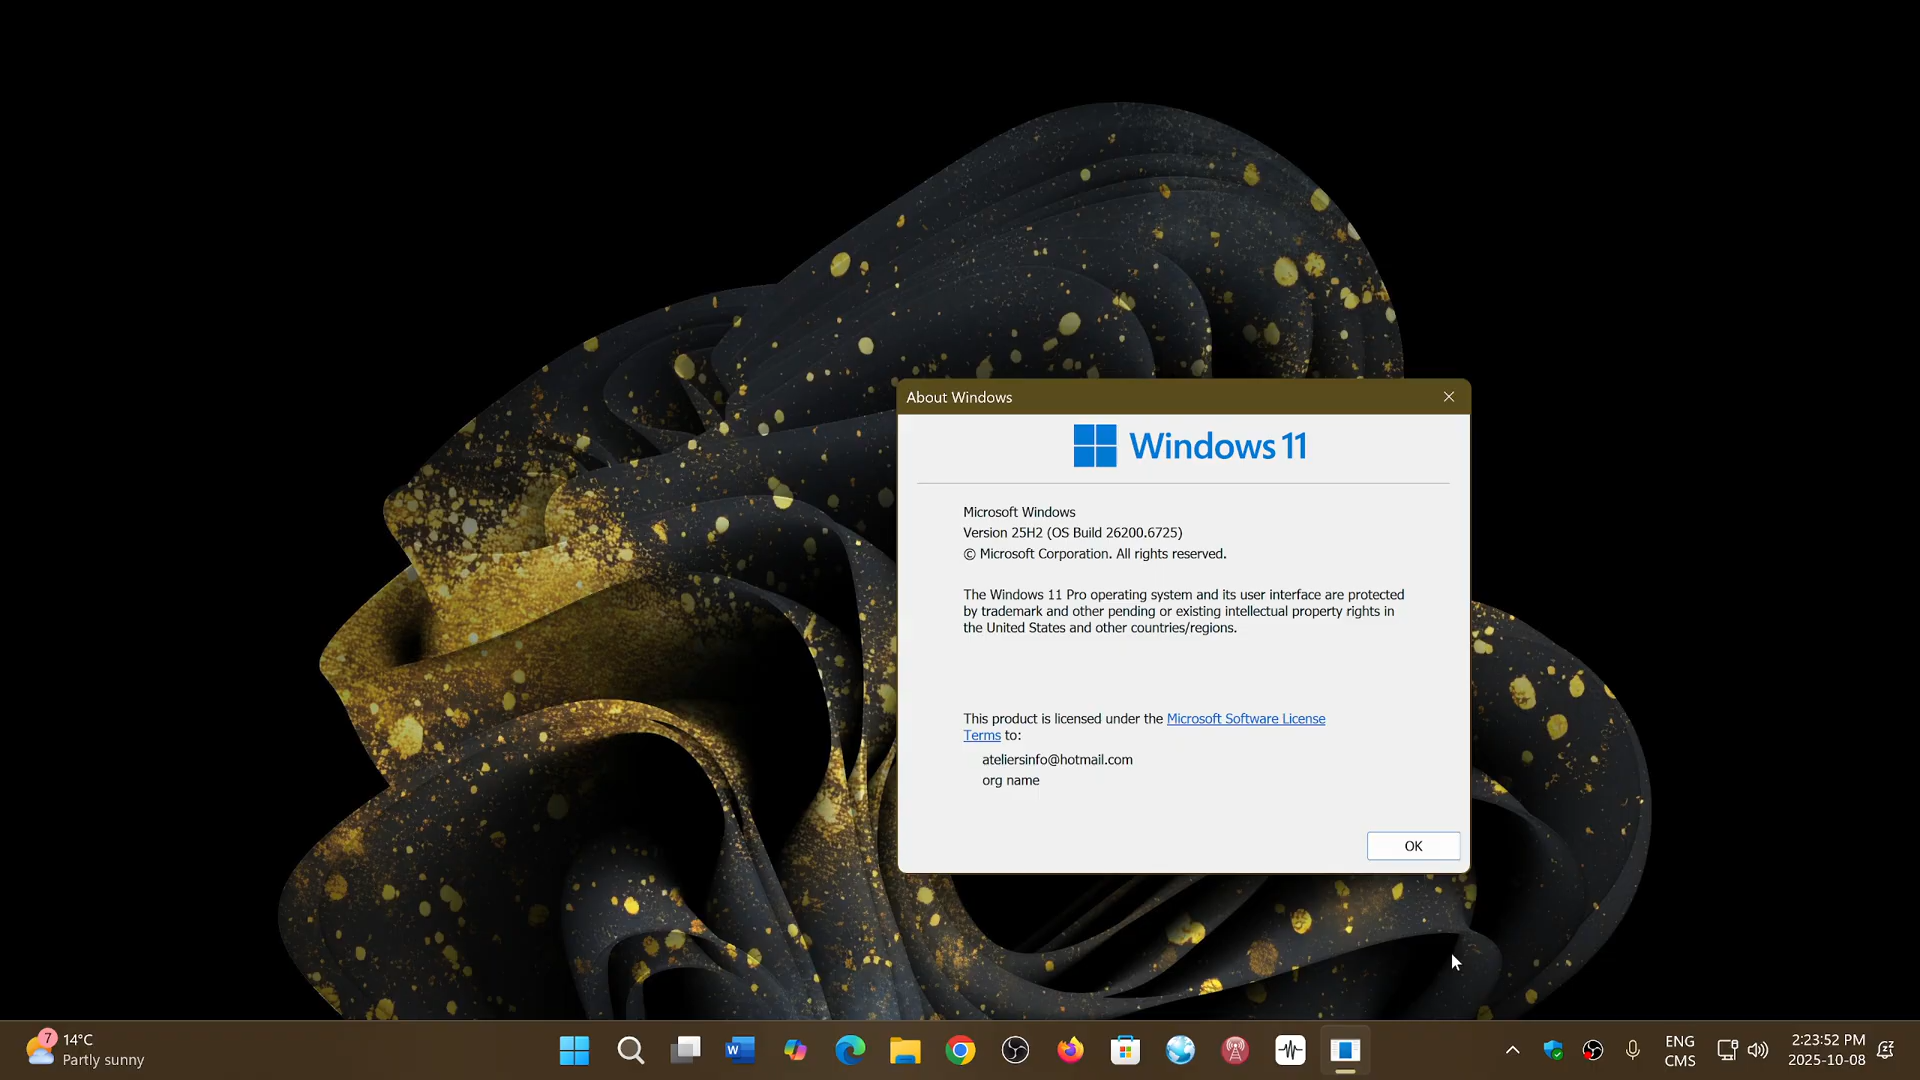 About Windows
Windows 11
Microsoft Windows
Version 25H2 (OS Build 26200.6725)
© Microsoft Corporation. All rights reserved.
The Windows 11 Pro operating system and its user interface are protected
by trademark and other pending or existing intellectual property rights in
the United States and other countries/regions.
This product is licensed under the Microsoft Software License
Terms to:
ateliersinfo@hotmail.com
org name
OK
7
14°C
Partly sunny
W
ENG
CMS
2:23:52 PM
2025-10-08